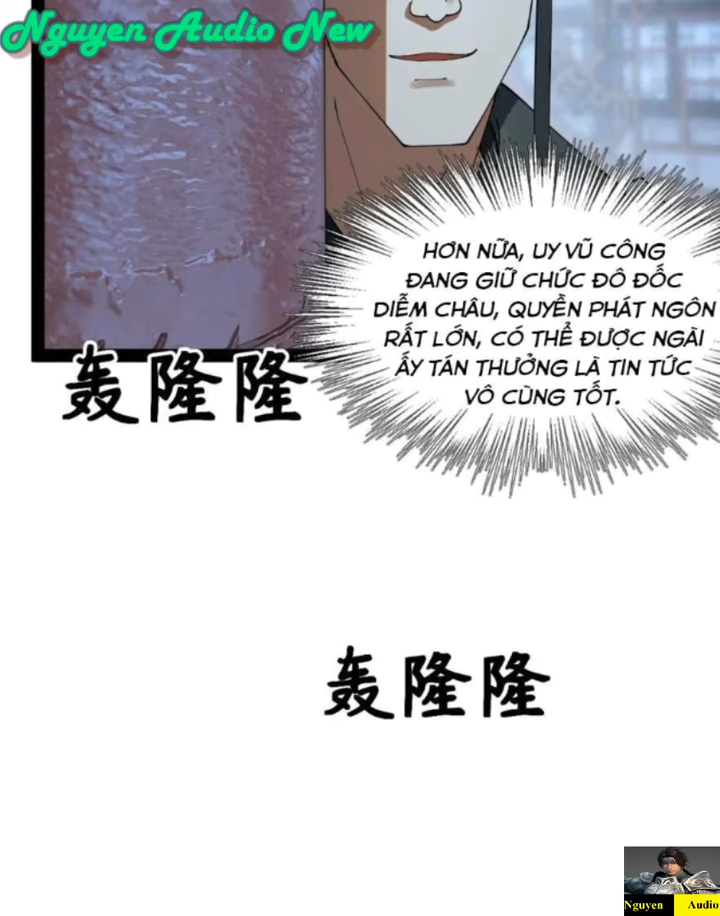 Nguyen Audio New
HƠN NỮA, UY VŨ CÔNG
ĐANG GIỮ CHỨC ĐÔ ĐỐC
DIỄM CHÂU, QUYỀN PHÁT NGÔN
RẤT LỚN, CÓ THỂ ĐƯỢC NGÀI
ẤY TÁN THƯỞNG LÀ TIN TỨC
VÔ CÙNG TỐT.
轰隆隆
轰隆隆
Nguyen Audio